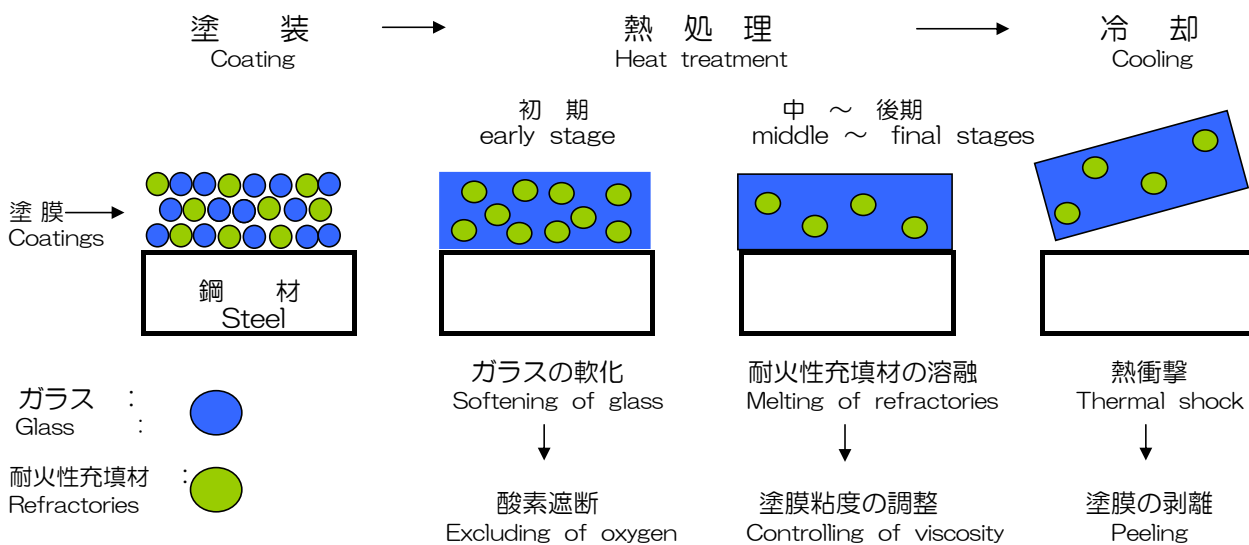 塗 装
Coating
熱 処 理
Heat treatment
冷 却
Cooling
初 期
early stage
中 ～ 後期
middle ～ final stages
塗 膜
Coatings
鋼 材
Steel
ガラスの軟化
Softening of glass
耐火性充填材の溶融
Melting of refractories
熱衝撃
Thermal shock
ガラス :
Glass :
耐火性充填材 :
Refractories
酸素遮断
Excluding of oxygen
塗膜粘度の調整
Controlling of viscosity
塗膜の剥離
Peeling